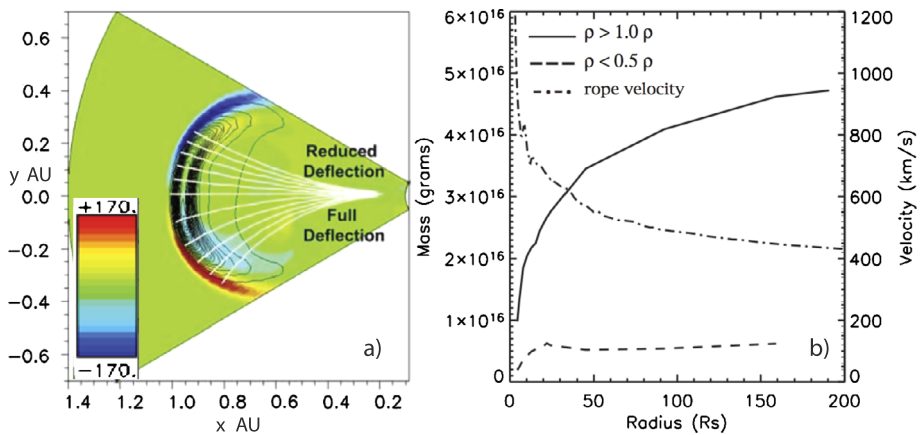 0.6
0.4
0.2
y AU
0.0
-0.2
-0.4
-0.6
+170.
-170.
Reduced
Deflection
Full
Deflection
a)
1.4 1.2 1.0 0.8 0.6 0.4 0.2
x AU
b)
6×10¹⁶
5×10¹⁶
4×10¹⁶
3×10¹⁶
2×10¹⁶
1×10¹⁶
0
Mass (grams)
ρ > 1.0 ρ
ρ < 0.5 ρ
rope velocity
1200
1000
800
600
400
200
0
Velocity (km/s)
b)
0 50 100 150 200
Radius (Rs)